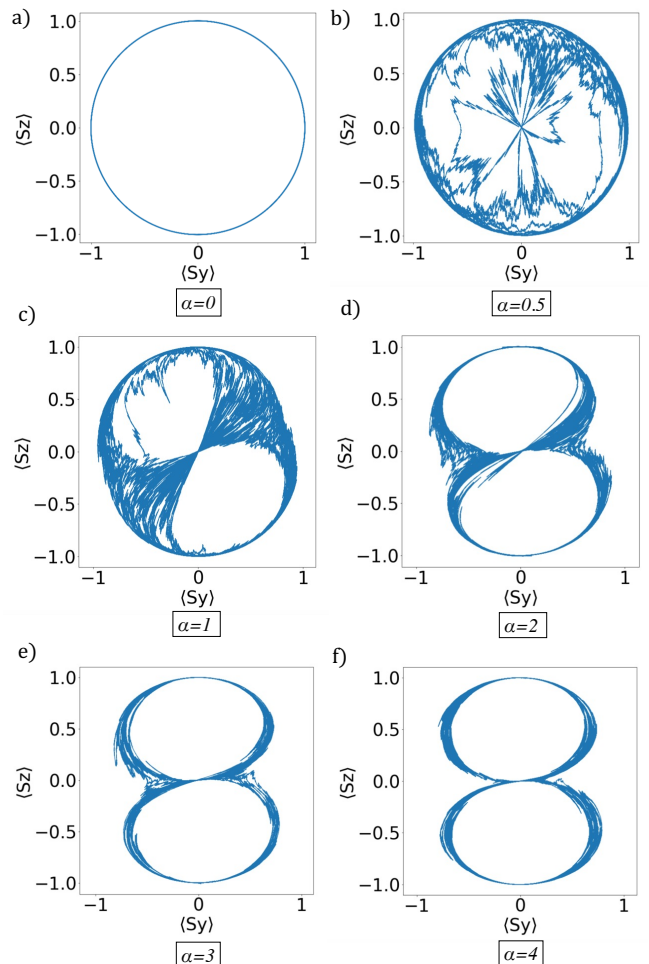 a)
1.0
0.5
0.0
−0.5
−1.0
⟨Sz⟩
−1 0 1
⟨Sy⟩
α=0
b)
1.0
0.5
0.0
−0.5
−1.0
⟨Sz⟩
−1 0 1
⟨Sy⟩
α=0.5
c)
1.0
0.5
0.0
−0.5
−1.0
⟨Sz⟩
−1 0 1
⟨Sy⟩
α=1
d)
1.0
0.5
0.0
−0.5
−1.0
⟨Sz⟩
−1 0 1
⟨Sy⟩
α=2
e)
1.0
0.5
0.0
−0.5
−1.0
⟨Sz⟩
−1 0 1
⟨Sy⟩
α=3
f)
1.0
0.5
0.0
−0.5
−1.0
⟨Sz⟩
−1 0 1
⟨Sy⟩
α=4